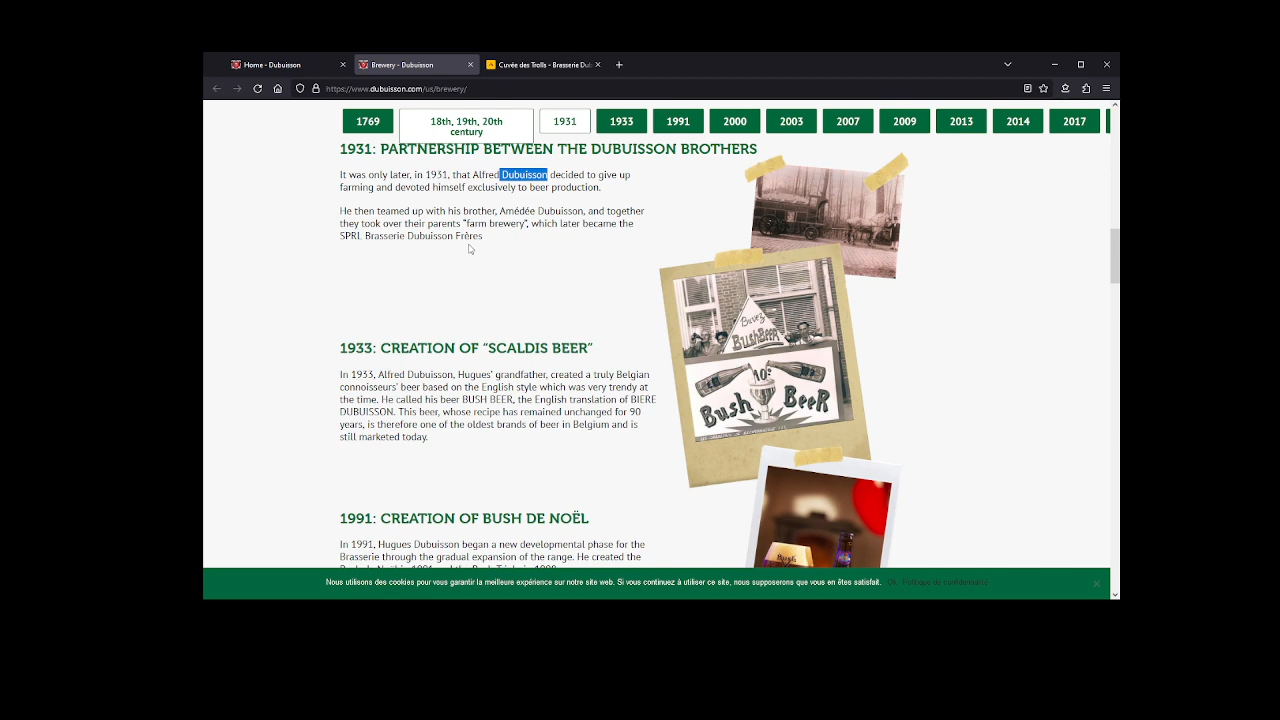 Home - Dubuisson
Brewery - Dubuisson
Cuvée des Trolls - Brasserie Dub
https://www.dubuisson.com/us/brewery/
1769
18th, 19th, 20th
century
1931
1933
1991
2000
2003
2007
2009
2013
2014
2017
1931: PARTNERSHIP BETWEEN THE DUBUISSON BROTHERS
It was only later, in 1931, that Alfred Dubuisson decided to give up
farming and devoted himself exclusively to beer production.
He then teamed up with his brother, Amédée Dubuisson, and together
they took over their parents “farm brewery”, which later became the
SPRL Brasserie Dubuisson Frères
Buvez
BushBEER
10°
Bush BeeR
1933: CREATION OF “SCALDIS BEER”
In 1933, Alfred Dubuisson, Hugues’ grandfather, created a truly Belgian
connoisseurs’ beer based on the English style which was very trendy at
the time. He called his beer BUSH BEER, the English translation of BIERE
DUBUISSON. This beer, whose recipe has remained unchanged for 90
years, is therefore one of the oldest brands of beer in Belgium and is
still marketed today.
1991: CREATION OF BUSH DE NOËL
In 1991, Hugues Dubuisson began a new developmental phase for the
Brasserie through the gradual expansion of the range. He created the
Nous utilisons des cookies pour vous garantir la meilleure expérience sur notre site web. Si vous continuez à utiliser ce site, nous supposerons que vous en êtes satisfait. Ok Politique de confidentialité